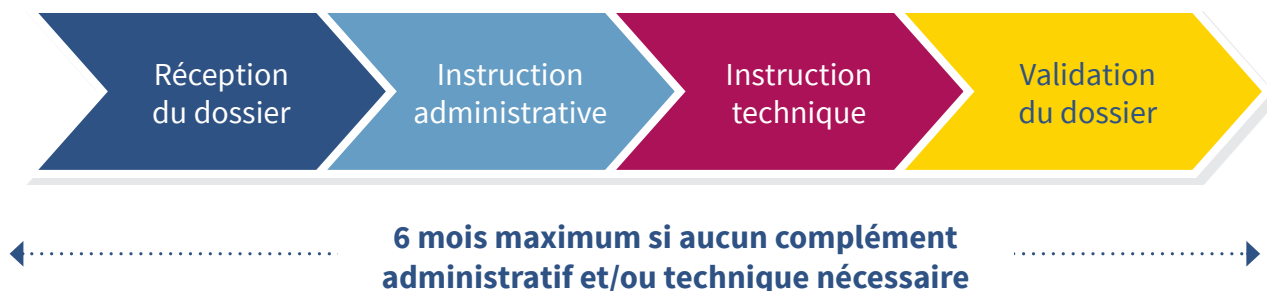 Réception
du dossier
Instruction
administrative
Instruction
technique
Validation
du dossier
6 mois maximum si aucun complément
administratif et/ou technique nécessaire